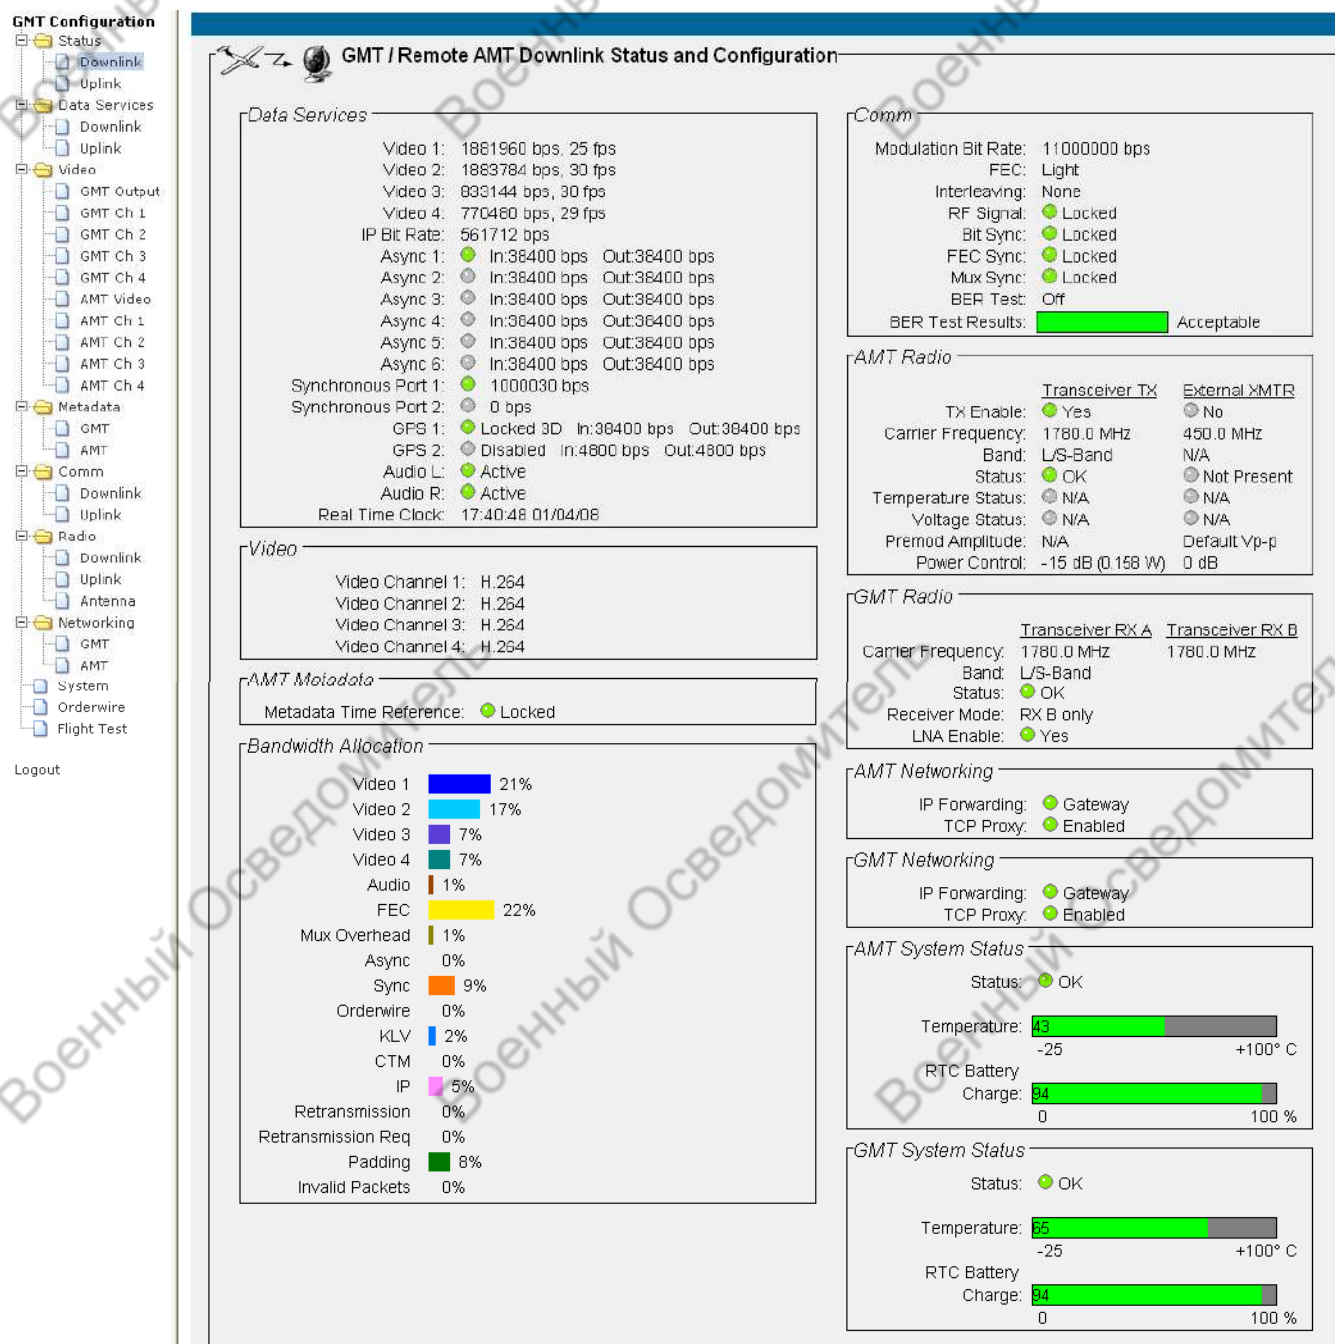 GMT Configuration
Status
Downlink
Uplink
Data Services
Downlink
Uplink
Video
GMT Output
GMT Ch 1
GMT Ch 2
GMT Ch 3
GMT Ch 4
AMT Video
AMT Ch 1
AMT Ch 2
AMT Ch 3
AMT Ch 4
Metadata
GMT
AMT
Comm
Downlink
Uplink
Radio
Downlink
Uplink
Antenna
Networking
GMT
AMT
System
Orderwire
Flight Test
Logout
GMT / Remote AMT Downlink Status and Configuration
Data Services
Video 1: 1881960 bps, 25 fps
Video 2: 1883784 bps, 30 fps
Video 3: 833144 bps, 30 fps
Video 4: 770480 bps, 29 fps
IP Bit Rate: 561712 bps
Async 1: In:38400 bps Out:38400 bps
Async 2: In:38400 bps Out:38400 bps
Async 3: In:38400 bps Out:38400 bps
Async 4: In:38400 bps Out:38400 bps
Async 5: In:38400 bps Out:38400 bps
Async 6: In:38400 bps Out:38400 bps
Synchronous Port 1: 1000030 bps
Synchronous Port 2: 0 bps
GPS 1: Locked 3D In:38400 bps Out:38400 bps
GPS 2: Disabled In:4800 bps Out:4800 bps
Audio L: Active
Audio R: Active
Real Time Clock: 17:40:48 01/04/08
Video
Video Channel 1: H.264
Video Channel 2: H.264
Video Channel 3: H.264
Video Channel 4: H.264
AMT Metadata
Metadata Time Reference: Locked
Bandwidth Allocation
Video 1 21%
Video 2 17%
Video 3 7%
Video 4 7%
Audio 1%
FEC 22%
Mux Overhead 1%
Async 0%
Sync 9%
Orderwire 0%
KLV 2%
CTM 0%
IP 5%
Retransmission 0%
Retransmission Req 0%
Padding 8%
Invalid Packets 0%
Comm
Modulation Bit Rate: 11000000 bps
FEC: Light
Interleaving: None
RF Signal: Locked
Bit Sync: Locked
FEC Sync: Locked
Mux Sync: Locked
BER Test: Off
BER Test Results: Acceptable
AMT Radio
Transceiver TX External XMTR
TX Enable: Yes No
Carrier Frequency: 1780.0 MHz 450.0 MHz
Band: L/S-Band N/A
Status: OK Not Present
Temperature Status: N/A N/A
Voltage Status: N/A N/A
Premod Amplitude: N/A Default Vp-p
Power Control: -15 dB (0.158 W) 0 dB
GMT Radio
Transceiver RX A Transceiver RX B
Carrier Frequency: 1780.0 MHz 1780.0 MHz
Band: L/S-Band
Status: OK
Receiver Mode: RX B only
LNA Enable: Yes
AMT Networking
IP Forwarding: Gateway
TCP Proxy: Enabled
GMT Networking
IP Forwarding: Gateway
TCP Proxy: Enabled
AMT System Status
Status: OK
Temperature: 43
-25 +100° C
RTC Battery
Charge: 94
0 100 %
GMT System Status
Status: OK
Temperature: 65
-25 +100° C
RTC Battery
Charge: 94
0 100 %
Военный Осведомитель
Военный Осведомитель
Военный Осведомитель